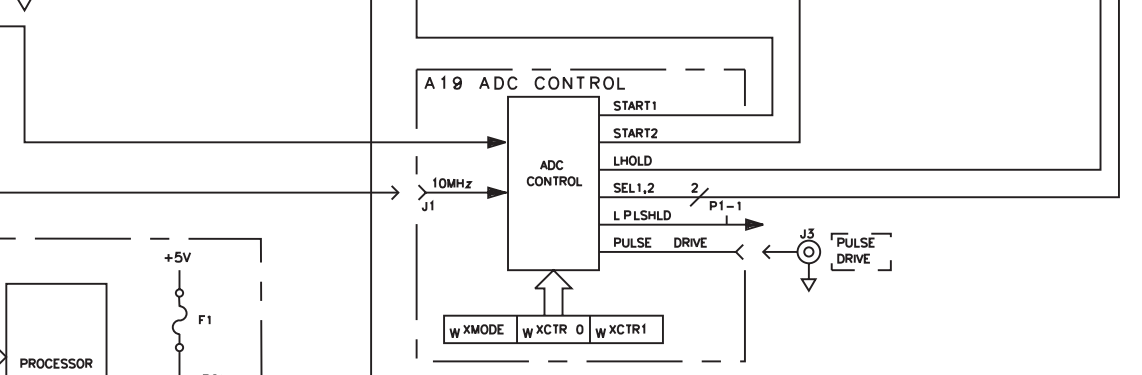 A19 ADC CONTROL
START1
START2
ADC
CONTROL
LHOLD
10MHz
SEL1,2
2
J1
P1-1
L PLSHLD
PULSE DRIVE
J3
PULSE
DRIVE
+5V
F1
W XMODE
W XCTR 0
W XCTR1
PROCESSOR